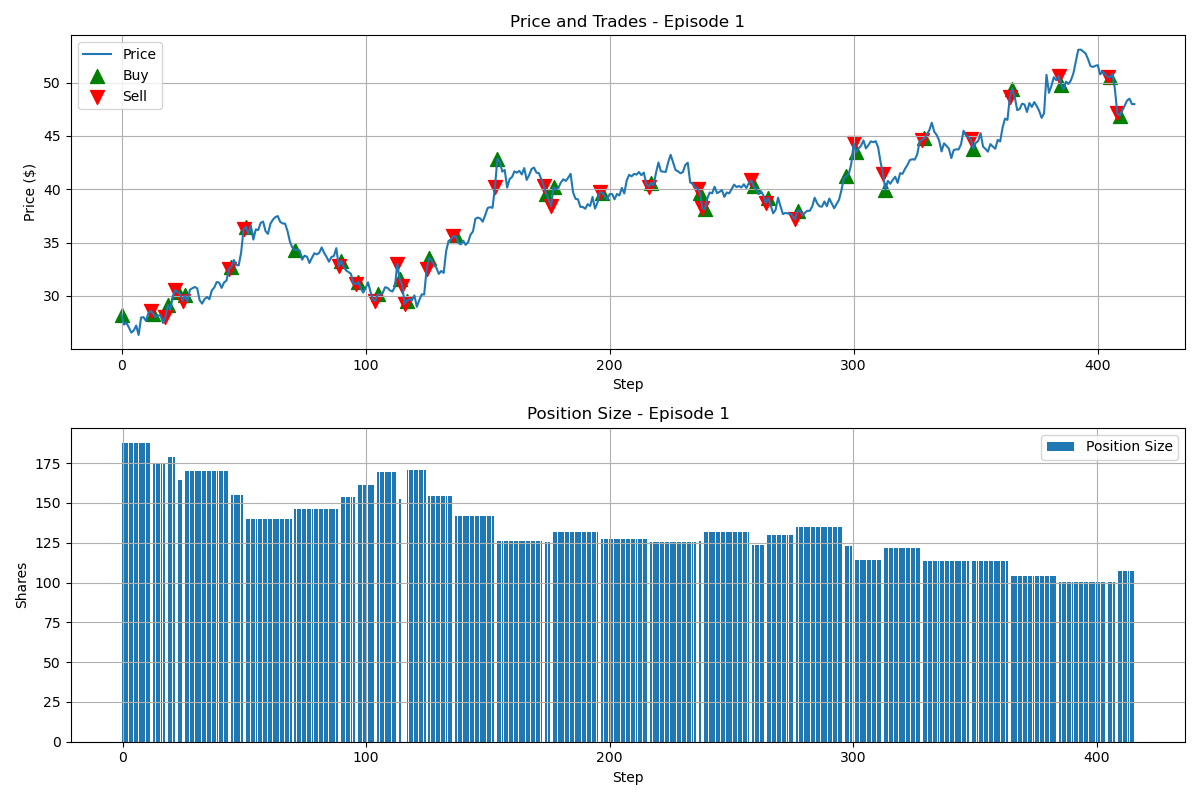 Price and Trades - Episode 1
Price ($)
50
45
40
35
30
Price
Buy
Sell
0 100 200 300 400
Step
Position Size - Episode 1
Shares
175
150
125
100
75
50
25
0
Position Size
0 100 200 300 400
Step